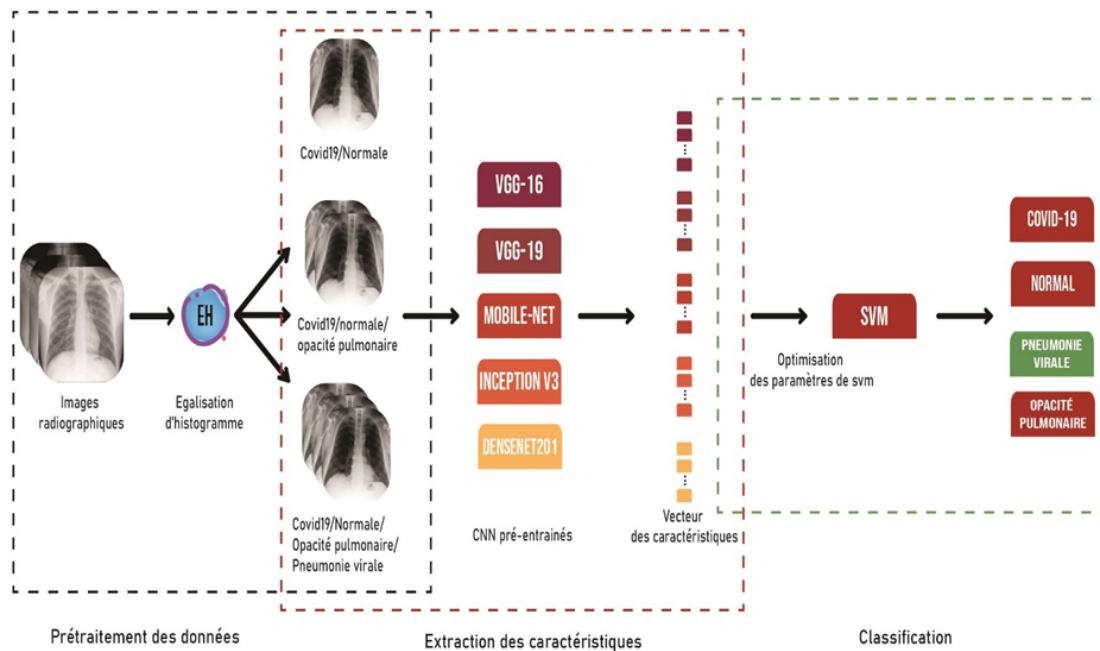 Images
radiographiques
EH
Egalisation
d'histogramme
Covid19/Normale
Covid19/normale/
opacité pulmonaire
Covid19/Normale/
Opacité pulmonaire/
Pneumonie virale
VGG-16
VGG-19
MOBILE-NET
INCEPTION V3
DENSENET201
CNN pré-entrainés
Vecteur
des caractéristiques
Optimisation
des paramètres de svm
SVM
COVID-19
NORMAL
PNEUMONIE
VIRALE
OPACITÉ
PULMONAIRE
Prétraitement des données
Extraction des caractéristiques
Classification